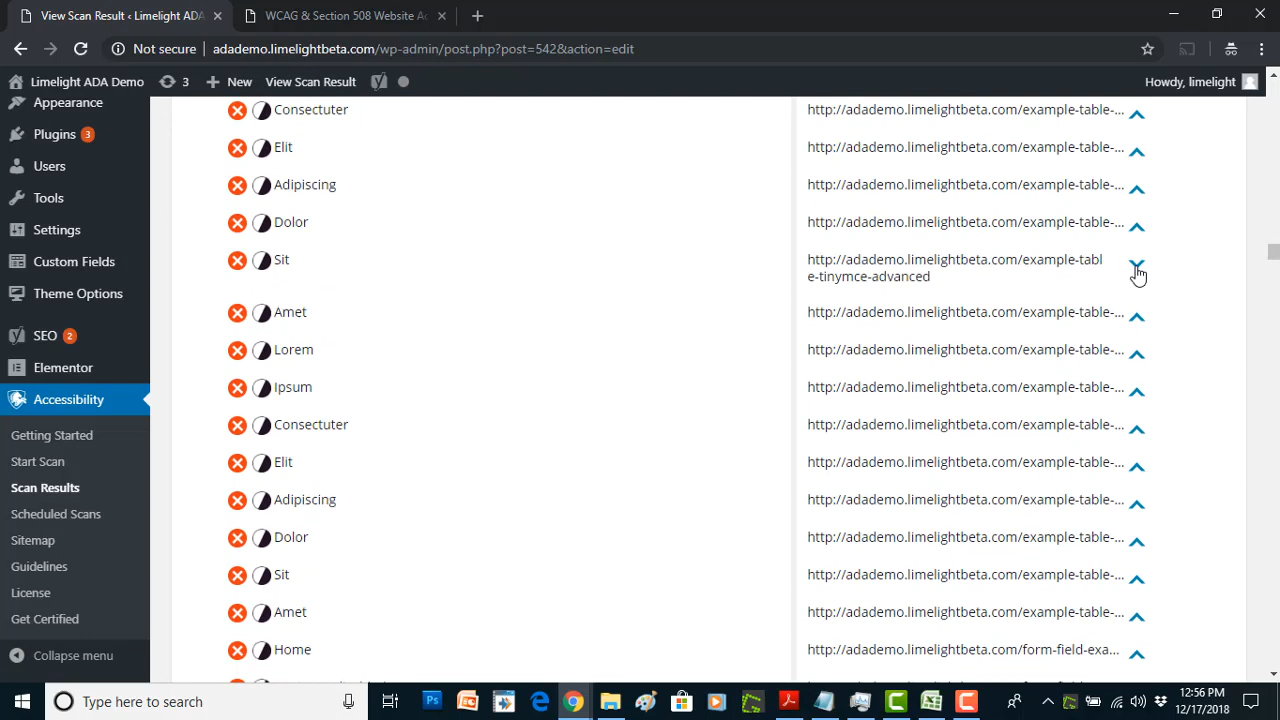 View Scan Result ‹ Limelight ADA
WCAG & Section 508 Website Ac
Not secure
adademo.limelightbeta.com/wp-admin/post.php?post=542&action=edit
Limelight ADA Demo
3
New
View Scan Result
Howdy, limelight
Appearance
Plugins 3
Users
Tools
Settings
Custom Fields
Theme Options
SEO 2
Elementor
Accessibility
Getting Started
Start Scan
Scan Results
Scheduled Scans
Sitemap
Guidelines
License
Get Certified
Collapse menu
Consectuter http://adademo.limelightbeta.com/example-table-...
Elit http://adademo.limelightbeta.com/example-table-...
Adipiscing http://adademo.limelightbeta.com/example-table-...
Dolor http://adademo.limelightbeta.com/example-table-...
Sit http://adademo.limelightbeta.com/example-tabl
e-tinymce-advanced
Amet http://adademo.limelightbeta.com/example-table-...
Lorem http://adademo.limelightbeta.com/example-table-...
Ipsum http://adademo.limelightbeta.com/example-table-...
Consectuter http://adademo.limelightbeta.com/example-table-...
Elit http://adademo.limelightbeta.com/example-table-...
Adipiscing http://adademo.limelightbeta.com/example-table-...
Dolor http://adademo.limelightbeta.com/example-table-...
Sit http://adademo.limelightbeta.com/example-table-...
Amet http://adademo.limelightbeta.com/example-table-...
Home http://adademo.limelightbeta.com/form-field-exa...
Type here to search
12:56 PM
12/17/2018